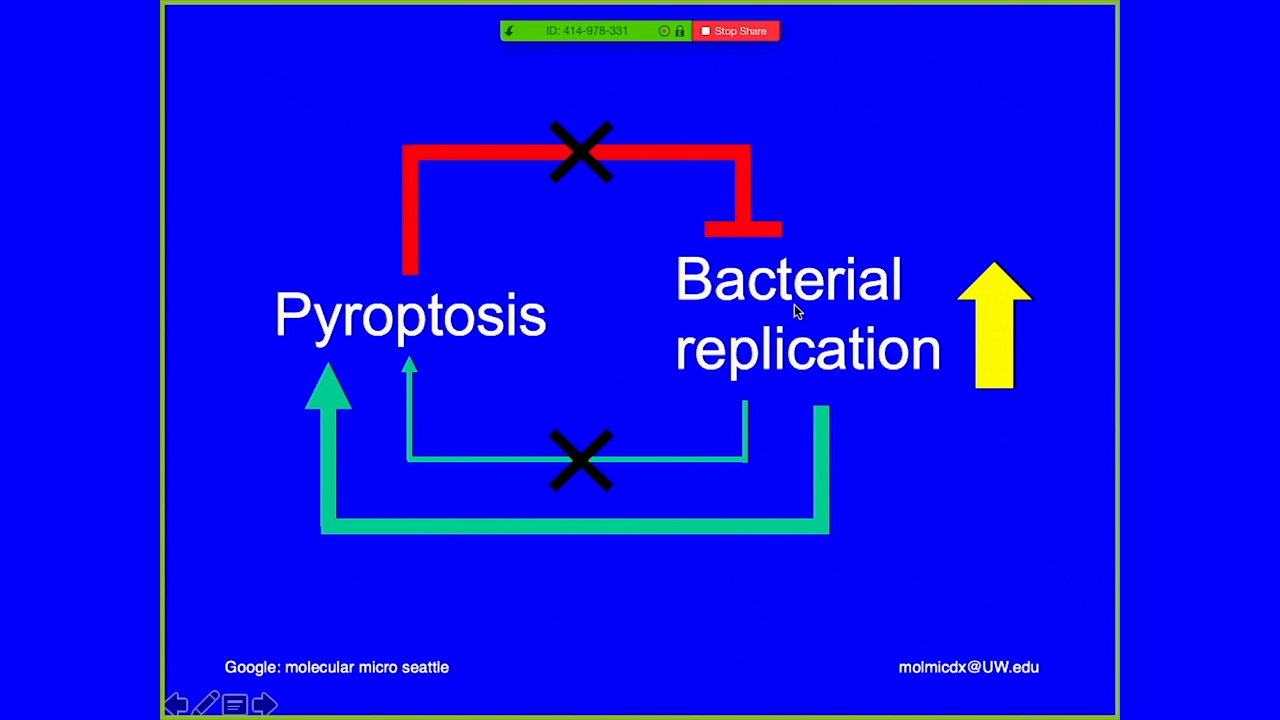 ID: 414-978-331
Stop Share
Pyroptosis
Bacterial
replication
Google: molecular micro seattle
molmicdx@UW.edu